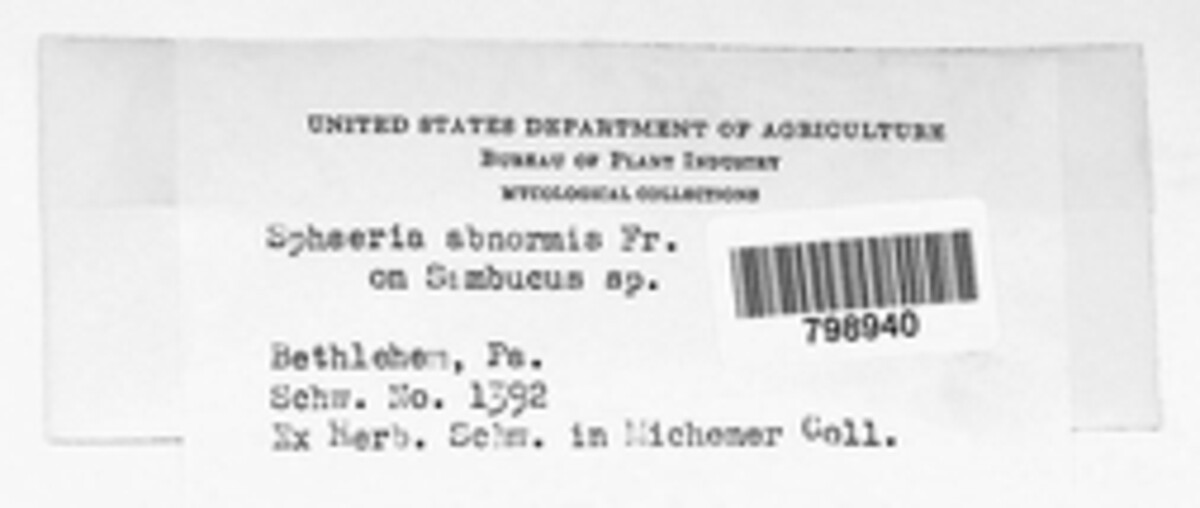 UNITED STATES DEPARTMENT OF AGRICULTURE
BUREAU OF PLANT INDUSTRY
MYCOLOGICAL COLLECTIONS
Sphaeria abnormis Fr.
on Sambucus sp.
798940
Bethlehem, Pa.
Schw. No. 1392
Ex Herb. Schw. in Michener Coll.